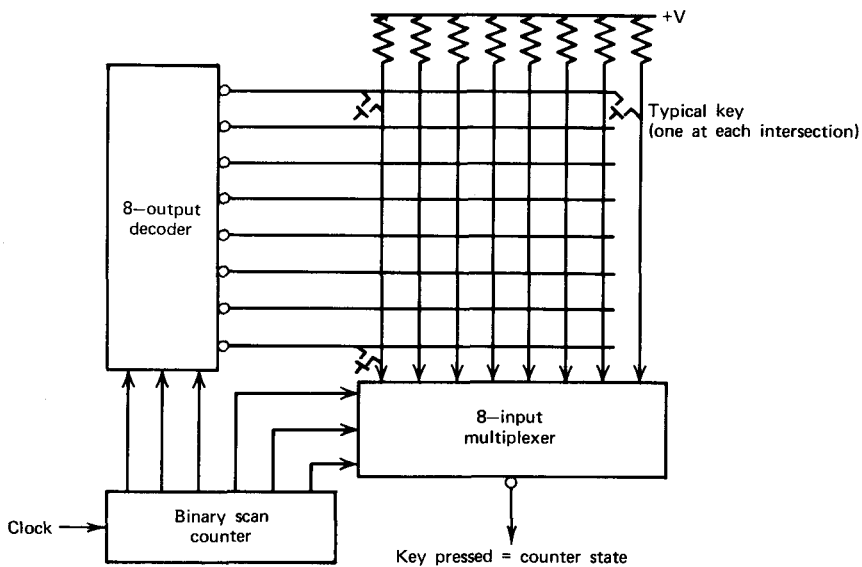 +V
Typical key
(one at each intersection)
8—output
decoder
8—input
multiplexer
Clock
Binary scan
counter
Key pressed = counter state